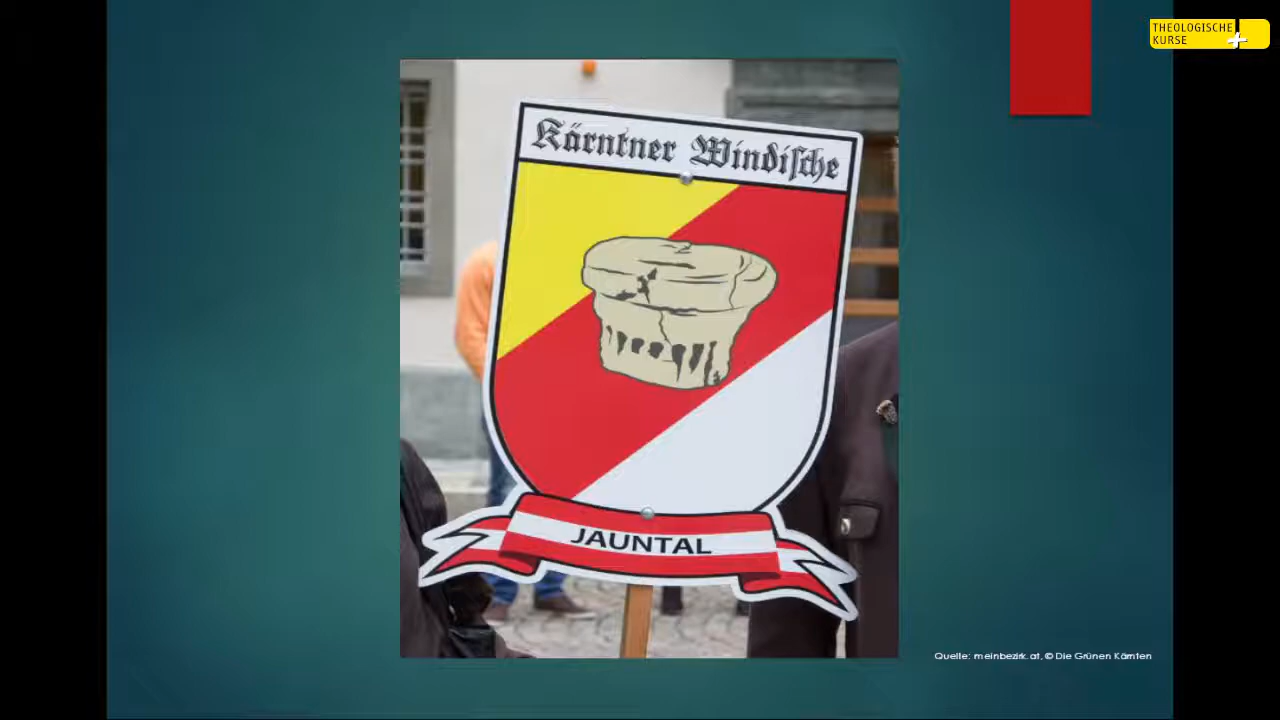 THEOLOGISCHE
KURSE
Kärntner Windiſche
JAUNTAL
Quelle: meinbezirk.at, © Die Grünen Kärnten